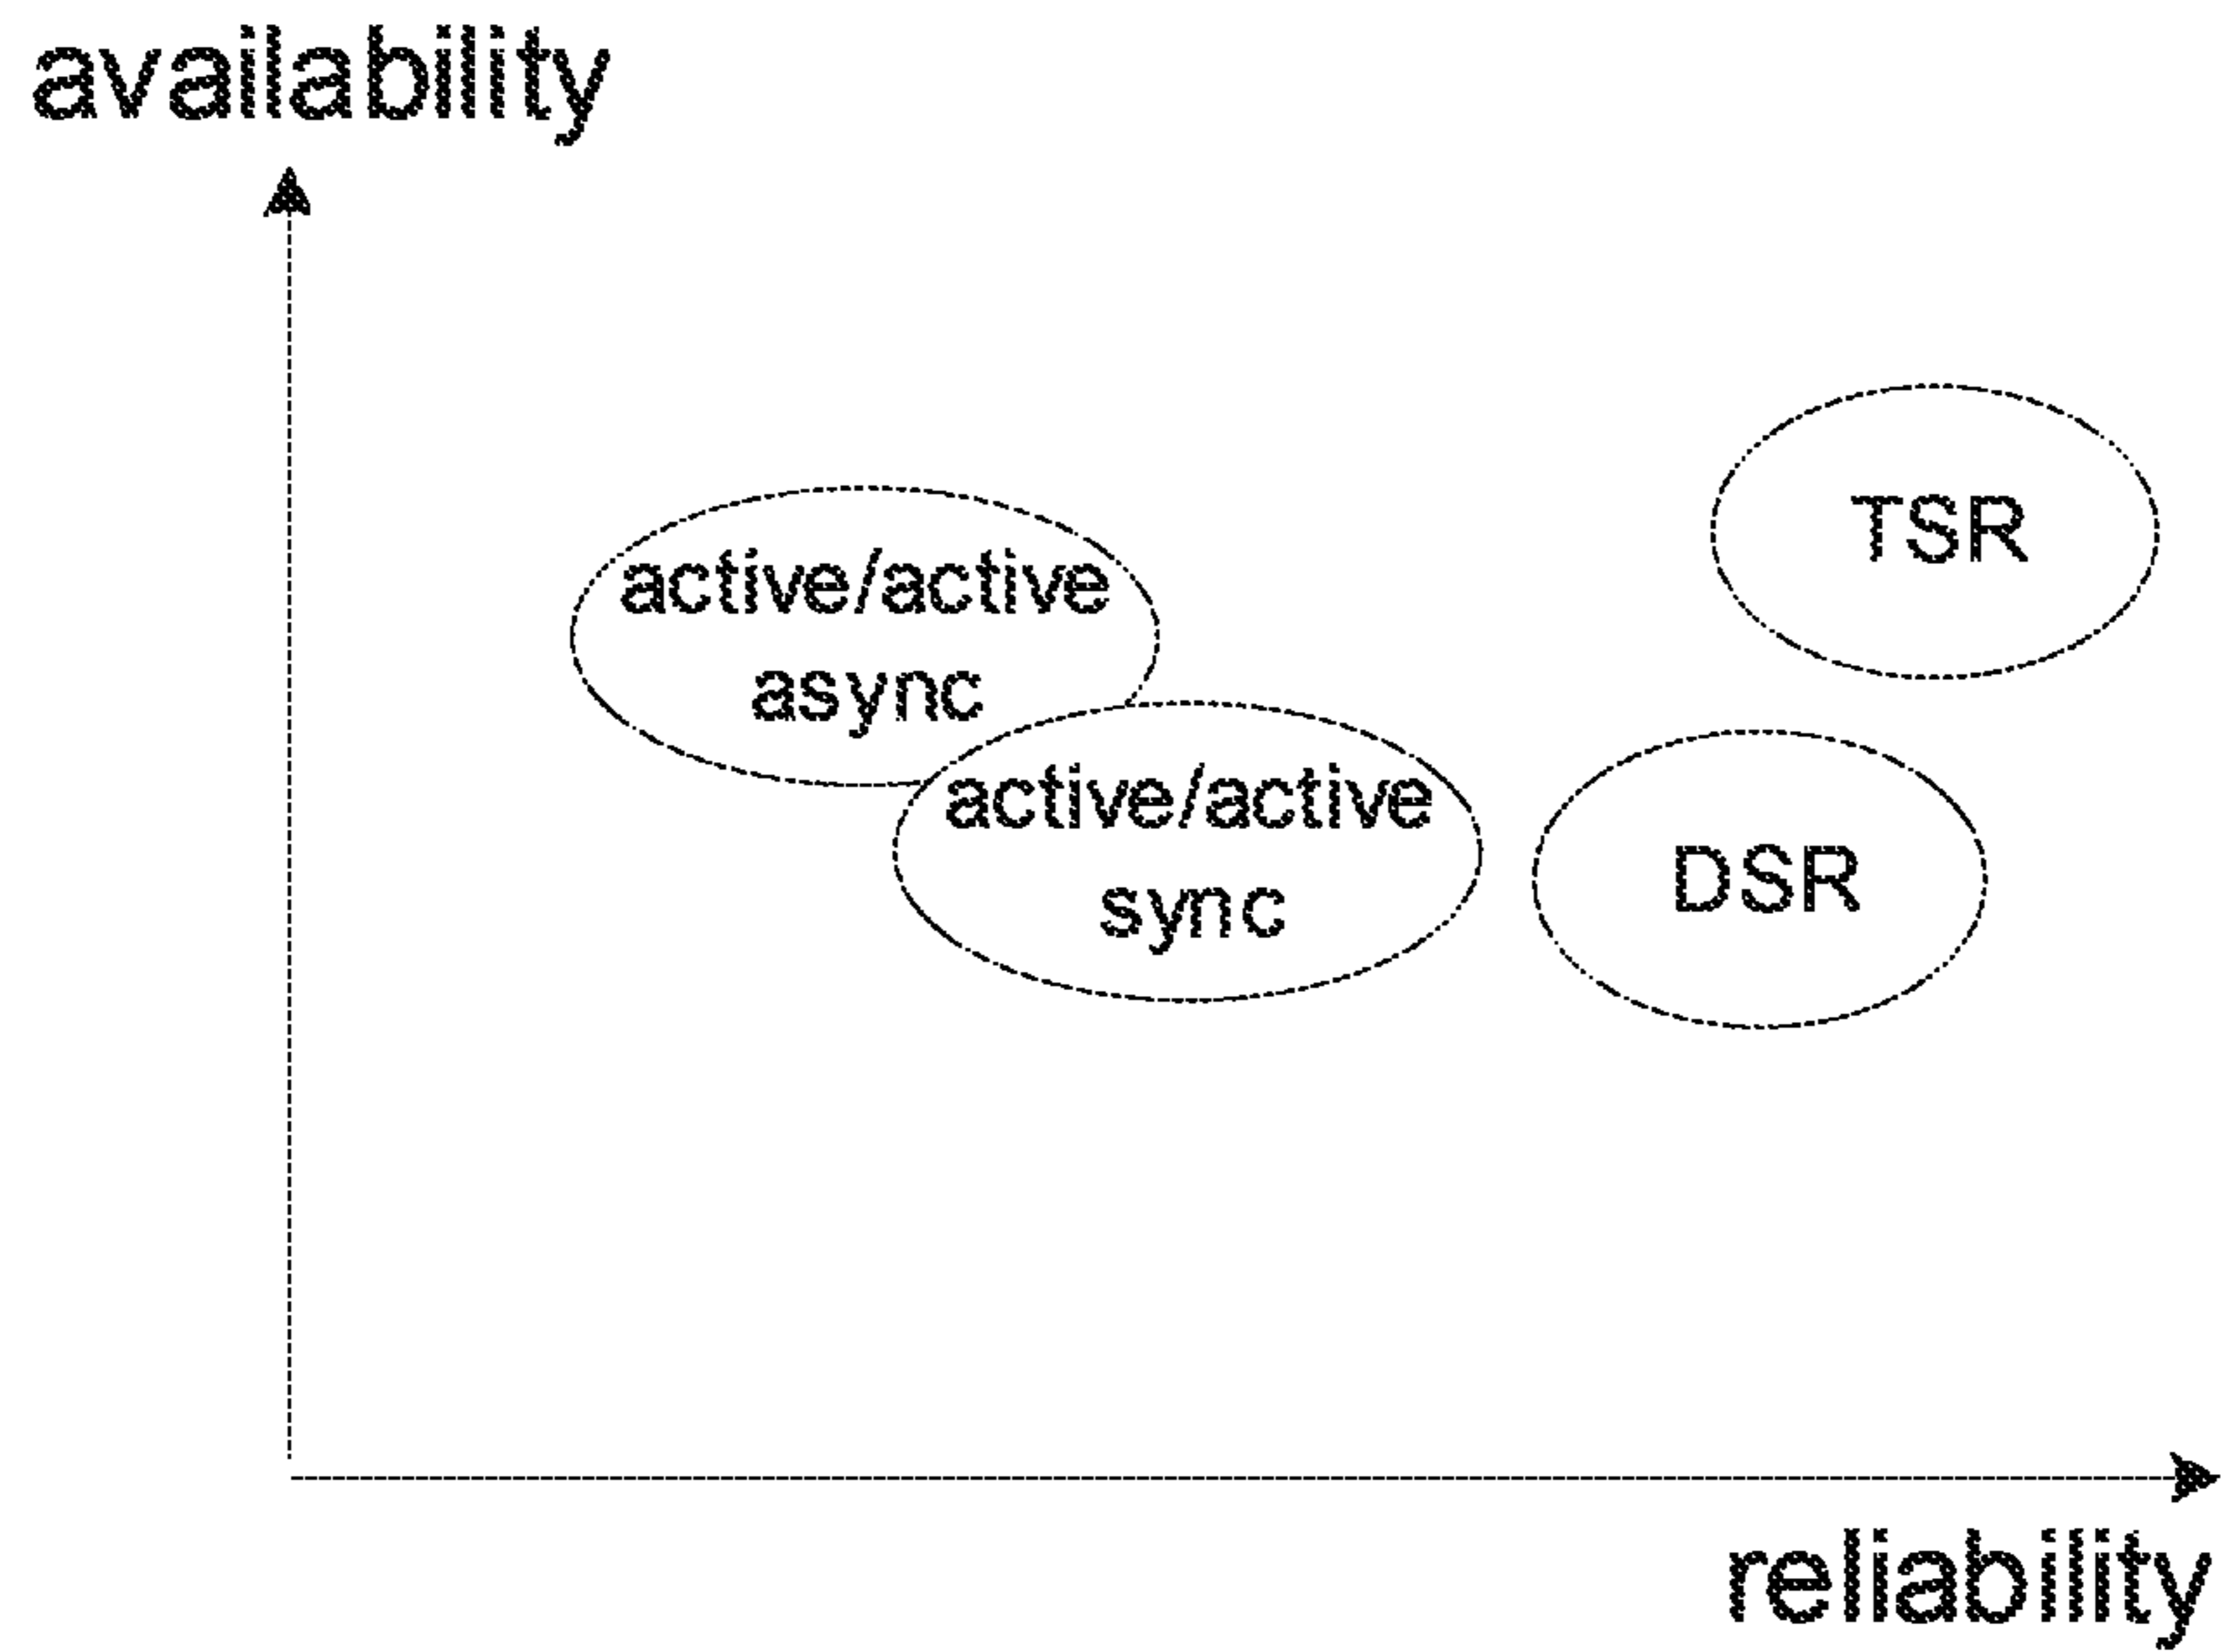 availability
TSR
active/active
async
active/active
sync
DSR
reliability